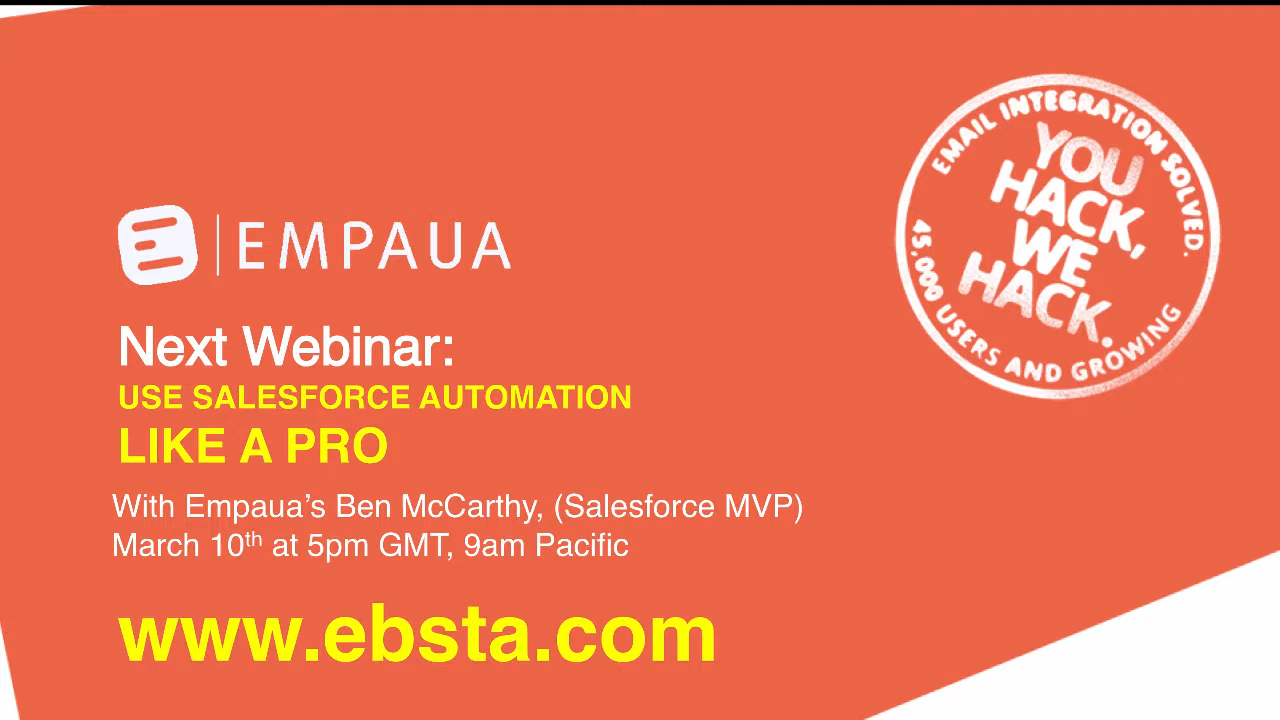 EMPAUA
Next Webinar:
USE SALESFORCE AUTOMATION
LIKE A PRO
With Empaua’s Ben McCarthy, (Salesforce MVP)
March 10th at 5pm GMT, 9am Pacific
www.ebsta.com
EMAIL INTEGRATION SOLVED.
YOU
HACK,
WE
HACK.
45,000 USERS AND GROWING